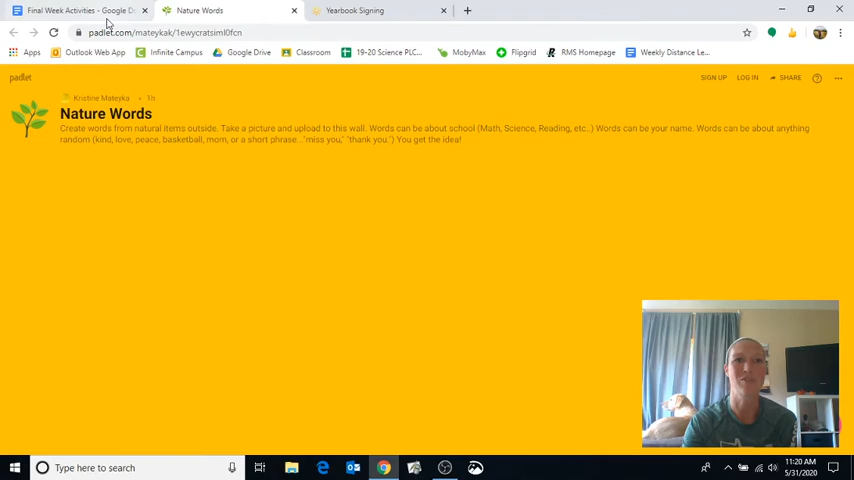 Final Week Activities - Google Do
Nature Words
Yearbook Signing
padlet.com/mateykak/1ewycratsiml0fcn
Apps
Outlook Web App
Infinite Campus
Google Drive
Classroom
19-20 Science PLC...
MobyMax
Flipgrid
RMS Homepage
Weekly Distance Le...
padlet
SIGN UP
LOG IN
SHARE
Kristine Mateyka • 1h
Nature Words
Create words from natural items outside. Take a picture and upload to this wall. Words can be about school (Math, Science, Reading, etc..) Words can be your name. Words can be about anything
random (kind, love, peace, basketball, mom, or a short phrase..."miss you," "thank you.") You get the idea!
Type here to search
11:20 AM
5/31/2020